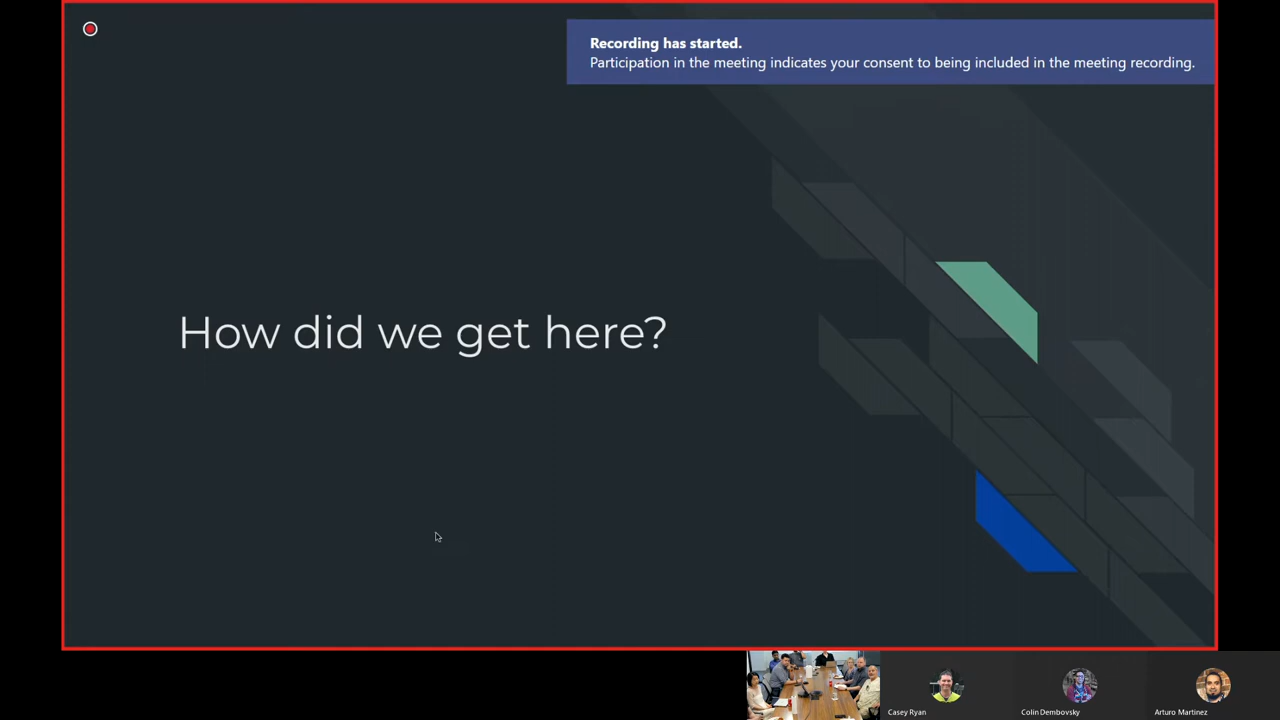 Recording has started.
Participation in the meeting indicates your consent to being included in the meeting recording.
How did we get here?
Casey Ryan
Colin Dembovsky
Arturo Martinez